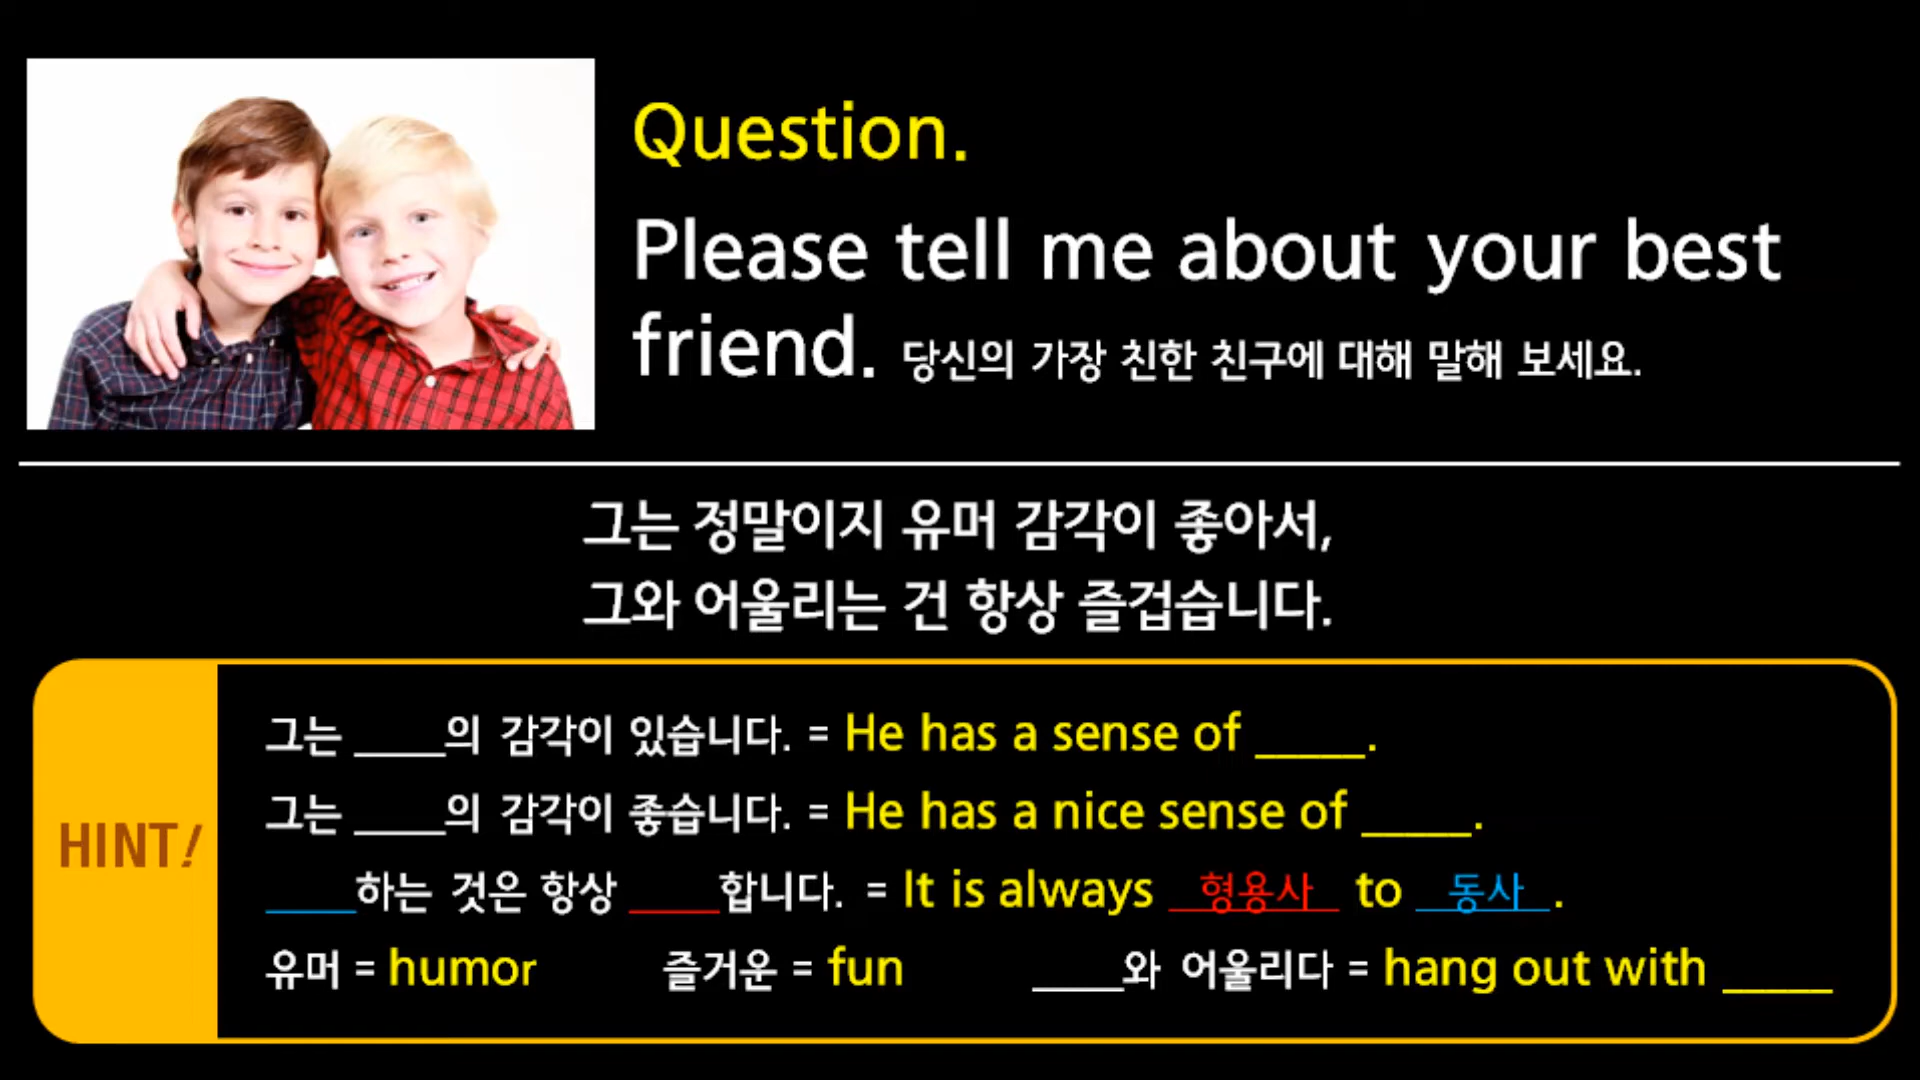 Question.
Please tell me about your best
friend. 당신의 가장 친한 친구에 대해 말해 보세요.
그는 정말이지 유머 감각이 좋아서,
그와 어울리는 건 항상 즐겁습니다.
HINT!
그는 ____의 감각이 있습니다. = He has a sense of _____.
그는 ____의 감각이 좋습니다. = He has a nice sense of _____.
____하는 것은 항상 ____합니다. = It is always _형용사_ to _동사_.
유머 = humor 즐거운 = fun ____와 어울리다 = hang out with _____